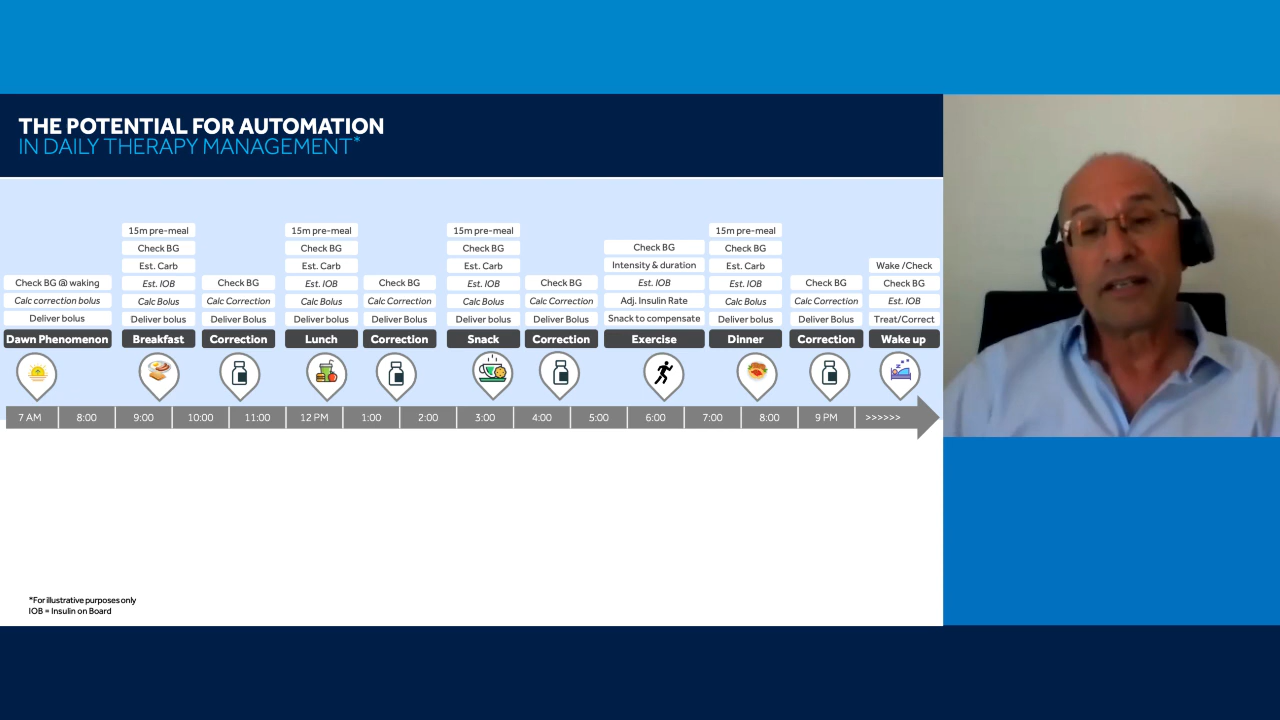 THE POTENTIAL FOR AUTOMATION
IN DAILY THERAPY MANAGEMENT*
Check BG @ waking
Calc correction bolus
Deliver bolus
Dawn Phenomenon
15m pre-meal
Check BG
Est. Carb
Est. IOB
Calc Bolus
Deliver bolus
Breakfast
Check BG
Calc Correction
Deliver Bolus
Correction
15m pre-meal
Check BG
Est. Carb
Est. IOB
Calc Bolus
Deliver bolus
Lunch
Check BG
Calc Correction
Deliver Bolus
Correction
15m pre-meal
Check BG
Est. Carb
Est. IOB
Calc Bolus
Deliver bolus
Snack
Check BG
Calc Correction
Deliver Bolus
Correction
Check BG
Intensity & duration
Est. IOB
Adj. Insulin Rate
Snack to compensate
Exercise
15m pre-meal
Check BG
Est. Carb
Est. IOB
Calc Bolus
Deliver bolus
Dinner
Check BG
Calc Correction
Deliver Bolus
Correction
Wake /Check
Check BG
Est. IOB
Treat/Correct
Wake up
7 AM 8:00 9:00 10:00 11:00 12 PM 1:00 2:00 3:00 4:00 5:00 6:00 7:00 8:00 9 PM >>>>>>
*For illustrative purposes only
IOB = Insulin on Board